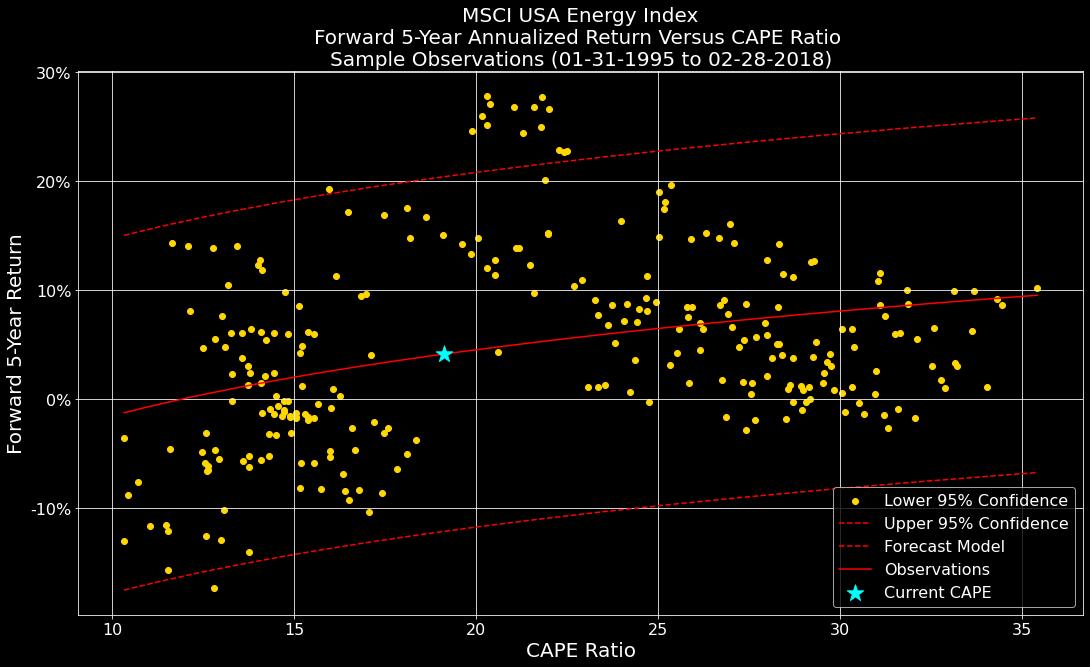 MSCI USA Energy Index
Forward 5-Year Annualized Return Versus CAPE Ratio
Sample Observations (01-31-1995 to 02-28-2018)
Forward 5-Year Return
30%
20%
10%
0%
-10%
10 15 20 25 30 35
CAPE Ratio
Lower 95% Confidence
Upper 95% Confidence
Forecast Model
Observations
Current CAPE